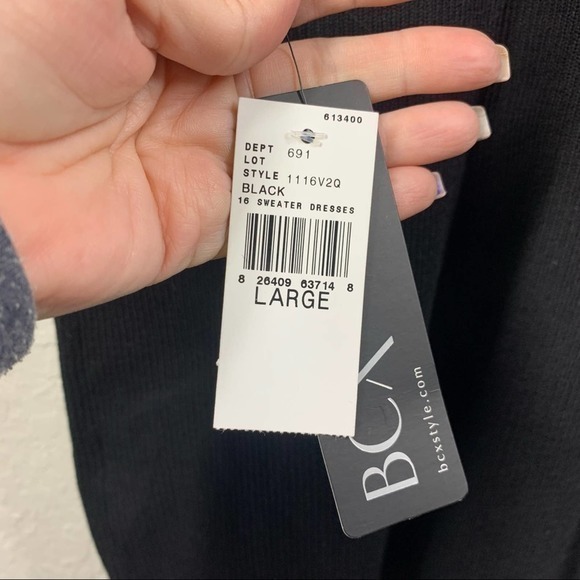 613400
DEPT 691
LOT
STYLE 1116V2Q
BLACK
16 SWEATER DRESSES
8 26409 63714 8
LARGE
BCX
bcxstyle.com